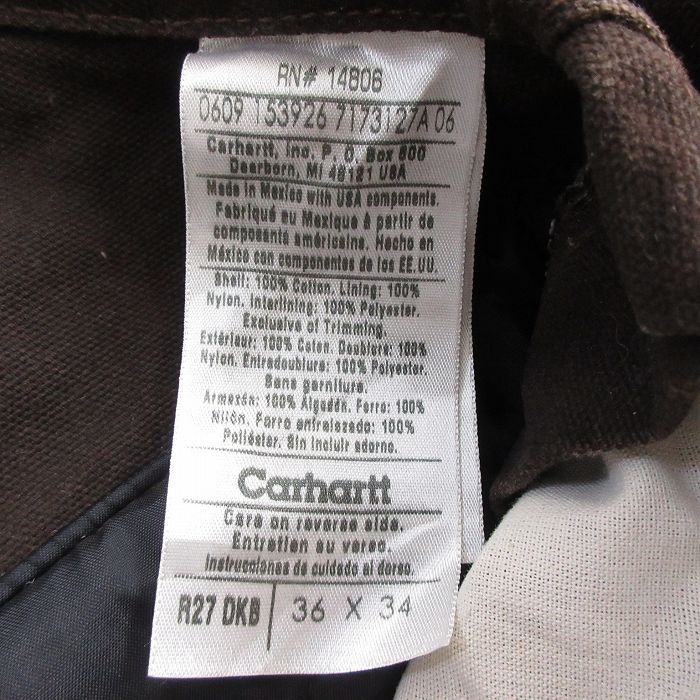 RN# 14806
0609 153926 7173127A 06
Carhartt, Inc. P. O. Box 600
Dearborn, MI 48121 USA
Made in Mexico with USA components.
Fabriqué au Mexique à partir de
composants américains. Hecho en
México con componentes de los EE.UU.
Shell: 100% Cotton. Lining: 100%
Nylon. Interlining: 100% Polyester.
Exclusive of Trimming.
Extérieur: 100% Coton. Doublure: 100%
Nylon. Entredoublure: 100% Polyester.
Sans garniture.
Armazón: 100% Algodón. Forro: 100%
Nilón. Forro entrelazado: 100%
Poliéster. Sin incluir adorno.
Carhartt
Care on reverse side.
Entretien au verso.
Instrucciones de cuidado al dorso.
R27 DKB 36 X 34